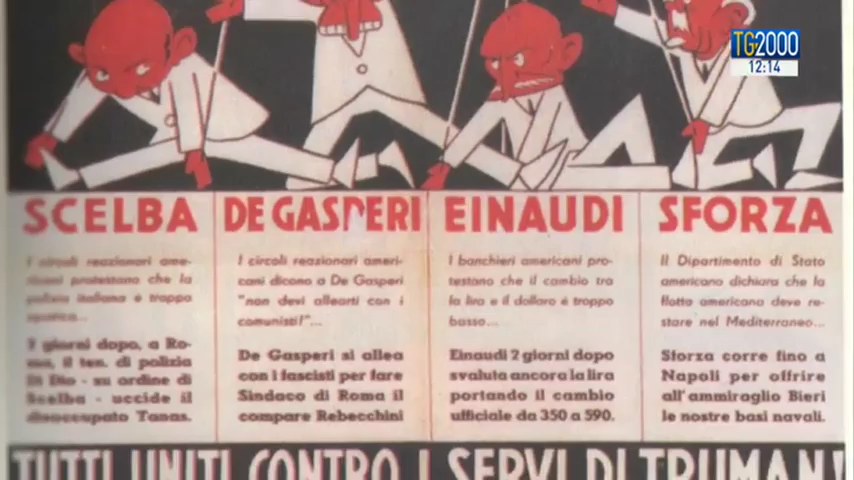 TG2000
12:14
SCELBA
I circoli reazionari ame-
ricani protestano che la
polizia italiana è troppo
7 giorni dopo, a Ro-
ma, il ten. di polizia
Di Dio - su ordine di
Scelba - uccide il
disoccupato Tanas.
DE GASPERI
I circoli reazionari ameri-
cani dicono a De Gasperi
"non devi allearti con i
comunisti!"...
De Gasperi si allea
con i fascisti per fare
Sindaco di Roma il
compare Rebecchini
EINAUDI
I banchieri americani pro-
testano che il cambio tra
la lira e il dollaro è troppo
basso...
Einaudi 2 giorni dopo
svaluta ancora la lira
portando il cambio
ufficiale da 350 a 590.
SFORZA
Il Dipartimento di Stato
americano dichiara che la
flotta americana deve re-
stare nel Mediterraneo...
Sforza corre fino a
Napoli per offrire
all'ammiraglio Bieri
le nostre basi navali.
TUTTI UNITI CONTRO I SERVI DI TRUMAN!